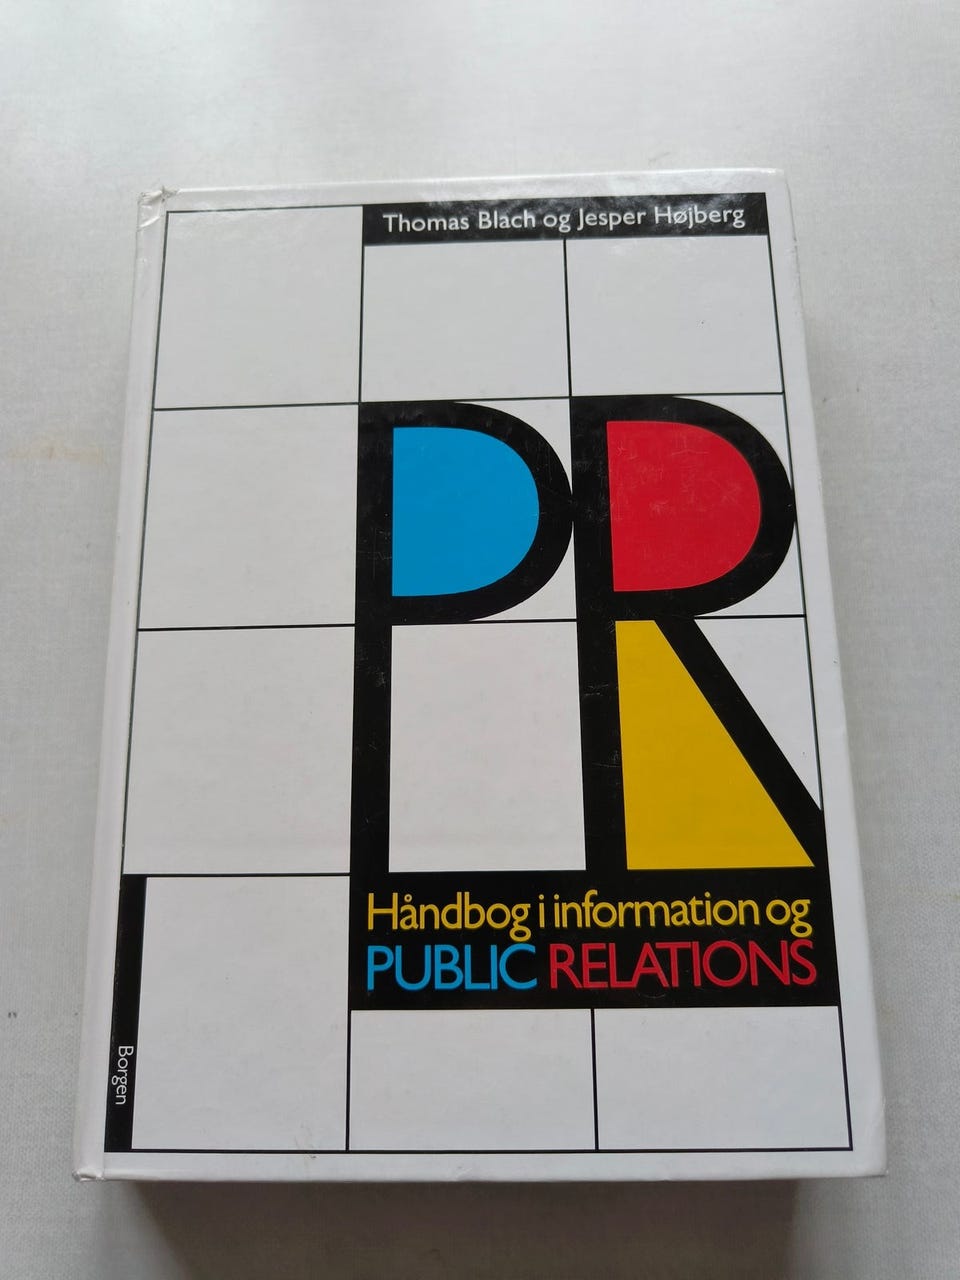 Thomas Blach og Jesper Højberg
PR
Håndbog i information og
PUBLIC RELATIONS
Borgen